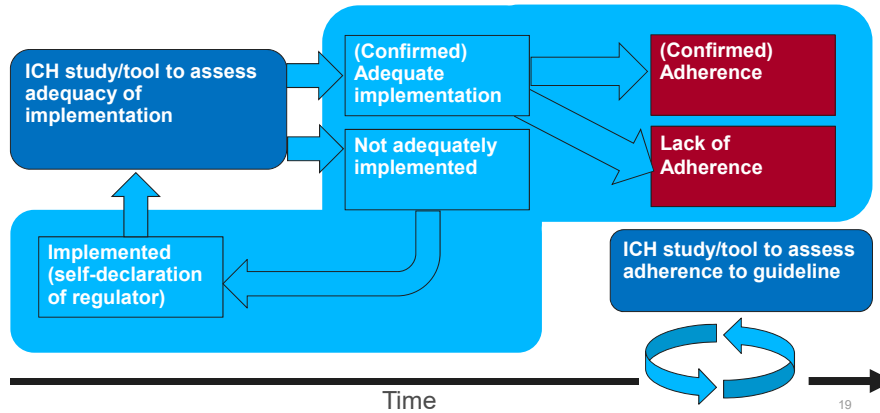 ICH study/tool to assess
adequacy of
implementation
(Confirmed)
Adequate
implementation
(Confirmed)
Adherence
Not adequately
implemented
Lack of
Adherence
Implemented
(self-declaration
of regulator)
ICH study/tool to assess
adherence to guideline
Time
19